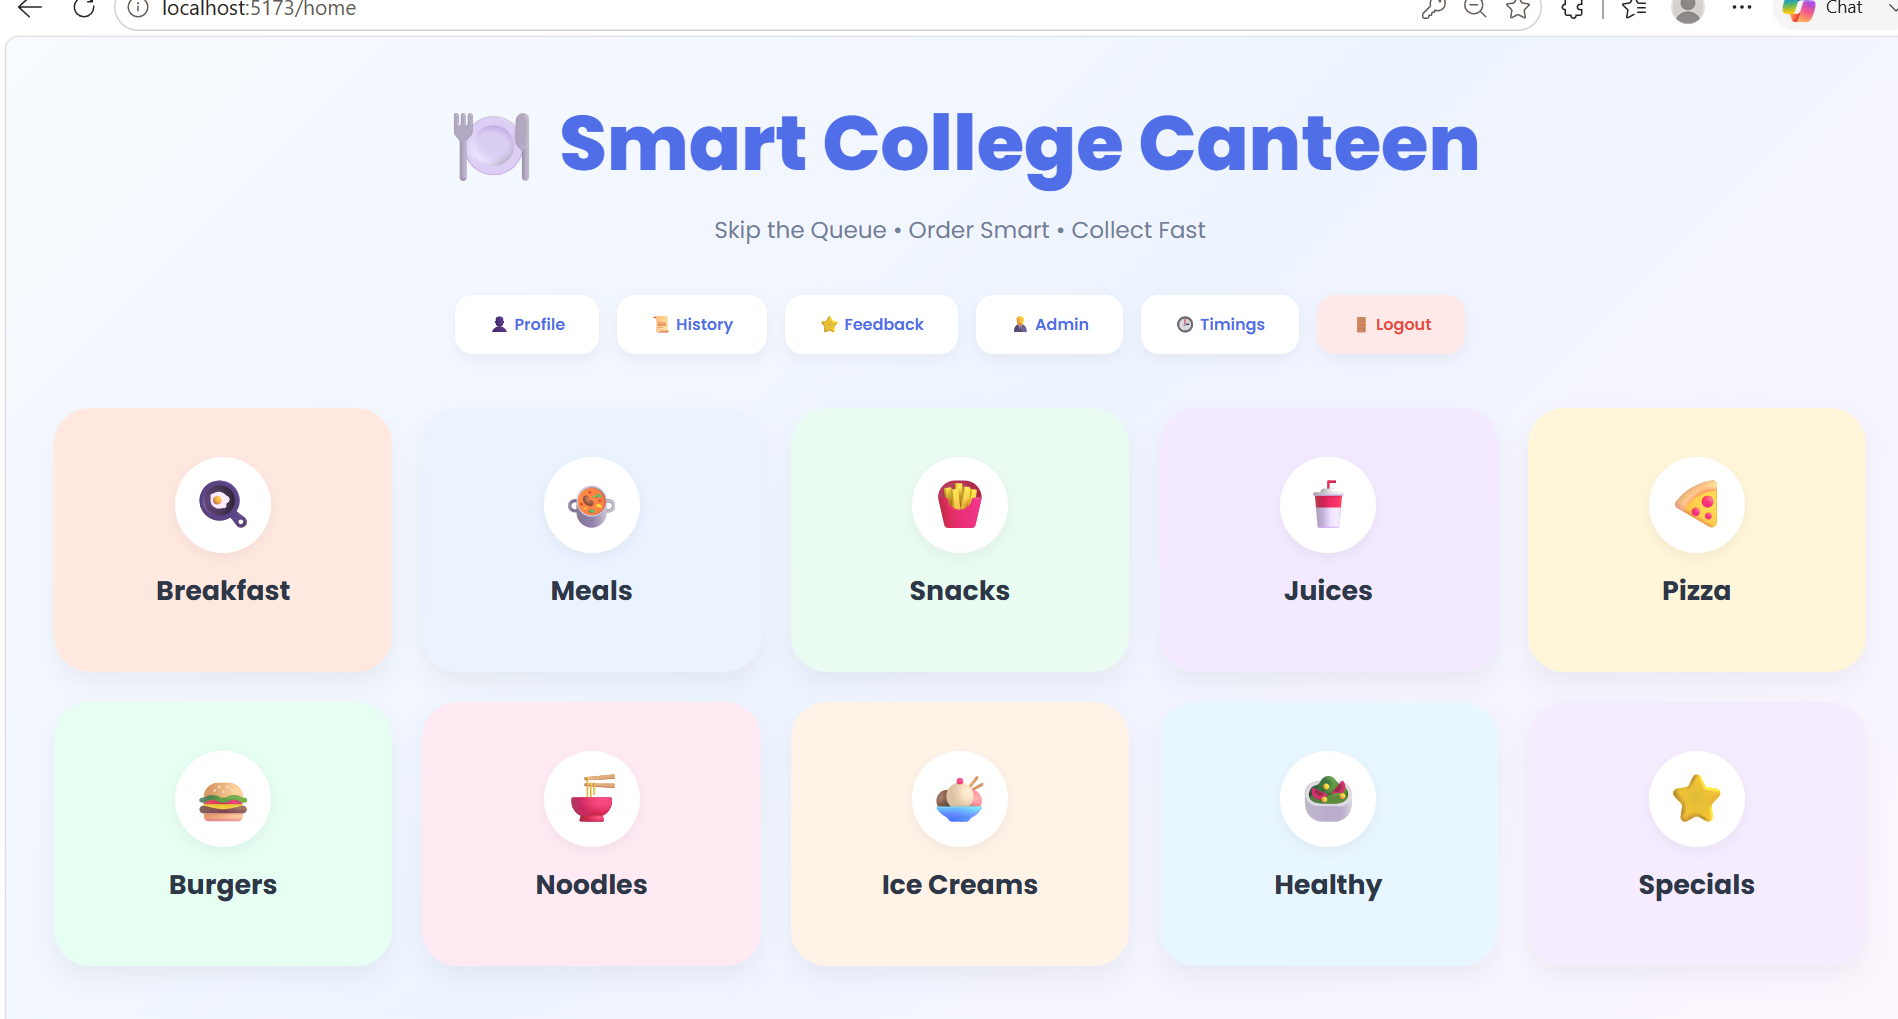 localhost:5173/home
Chat
Smart College Canteen
Skip the Queue • Order Smart • Collect Fast
Profile
History
Feedback
Admin
Timings
Logout
Breakfast
Meals
Snacks
Juices
Pizza
Burgers
Noodles
Ice Creams
Healthy
Specials